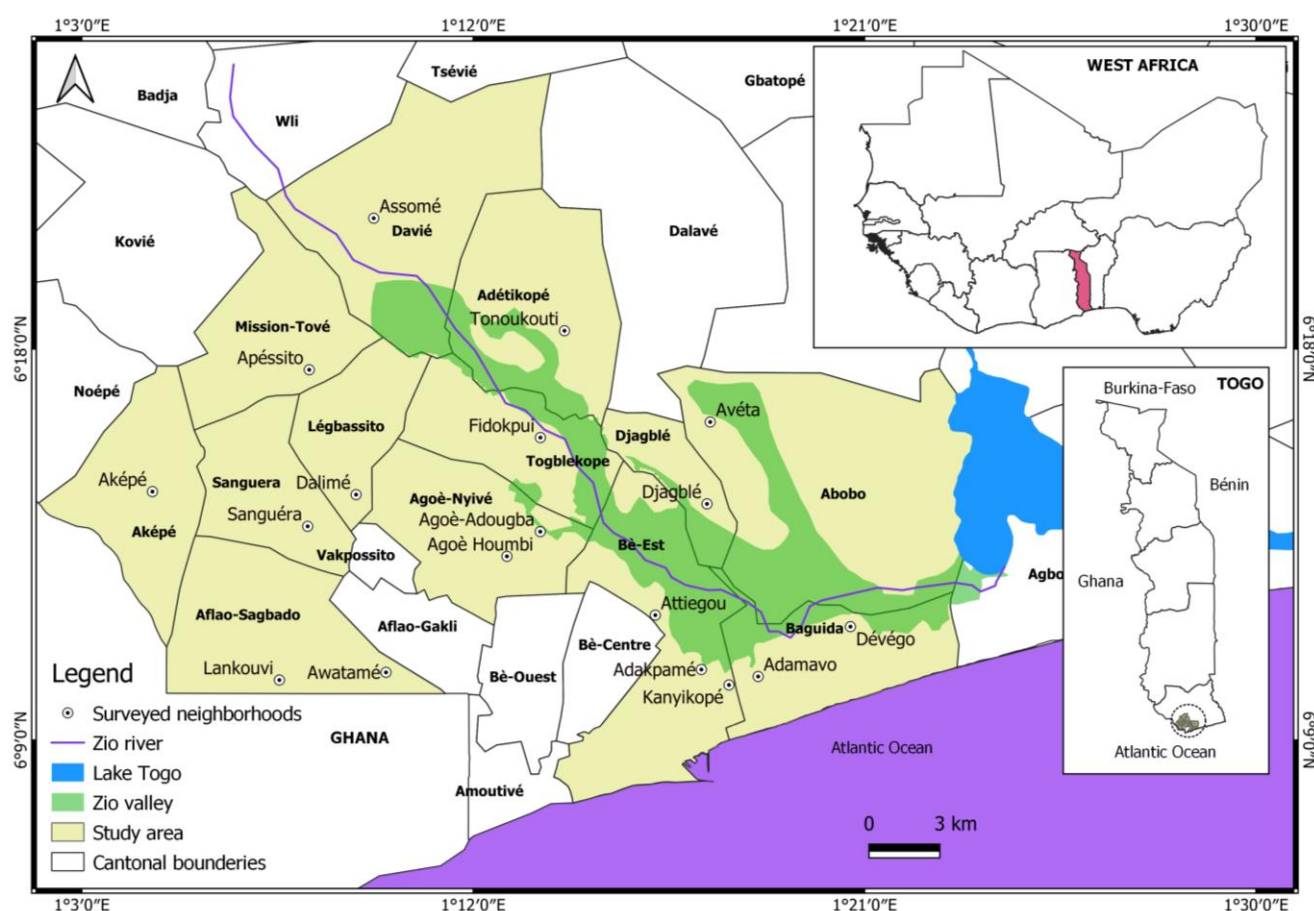 1°3′0″E 1°12′0″E 1°21′0″E 1°30′0″E
WEST AFRICA
Tsévié
Gbatopé
Badja
Wli
Assomé
Davié
Kovié
Dalavé
Adétikopé
Tonoukouti
Mission-Tové
Apéssito
6°18′0″N
6°18′0″N
Noépé
Burkina-Faso
TOGO
Avéta
Légbassito
Fidokpui
Djagblé
Togblekope
Aképé
Sanguera
Dalimé
Bénin
Agoè-Nyivé
Djagblé
Abobo
Sanguéra
Agoè-Adougba
Aképé
Vakpossito
Agoè Houmbi
Bè-Est
Agbo
Ghana
Aflao-Sagbado
Aflao-Gakli
Attiegou
Baguida
Dévégo
Bè-Centre
Lankouvi
Awatamé
Bè-Ouest
Adakpamé
Adamavo
Kanyikopé
Legend
Surveyed neighborhoods
Zio river
Lake Togo
Zio valley
Study area
Cantonal bounderies
GHANA
Amoutivé
Atlantic Ocean
Atlantic Ocean
6°9′0″N
6°9′0″N
0 3 km
1°3′0″E 1°12′0″E 1°21′0″E 1°30′0″E